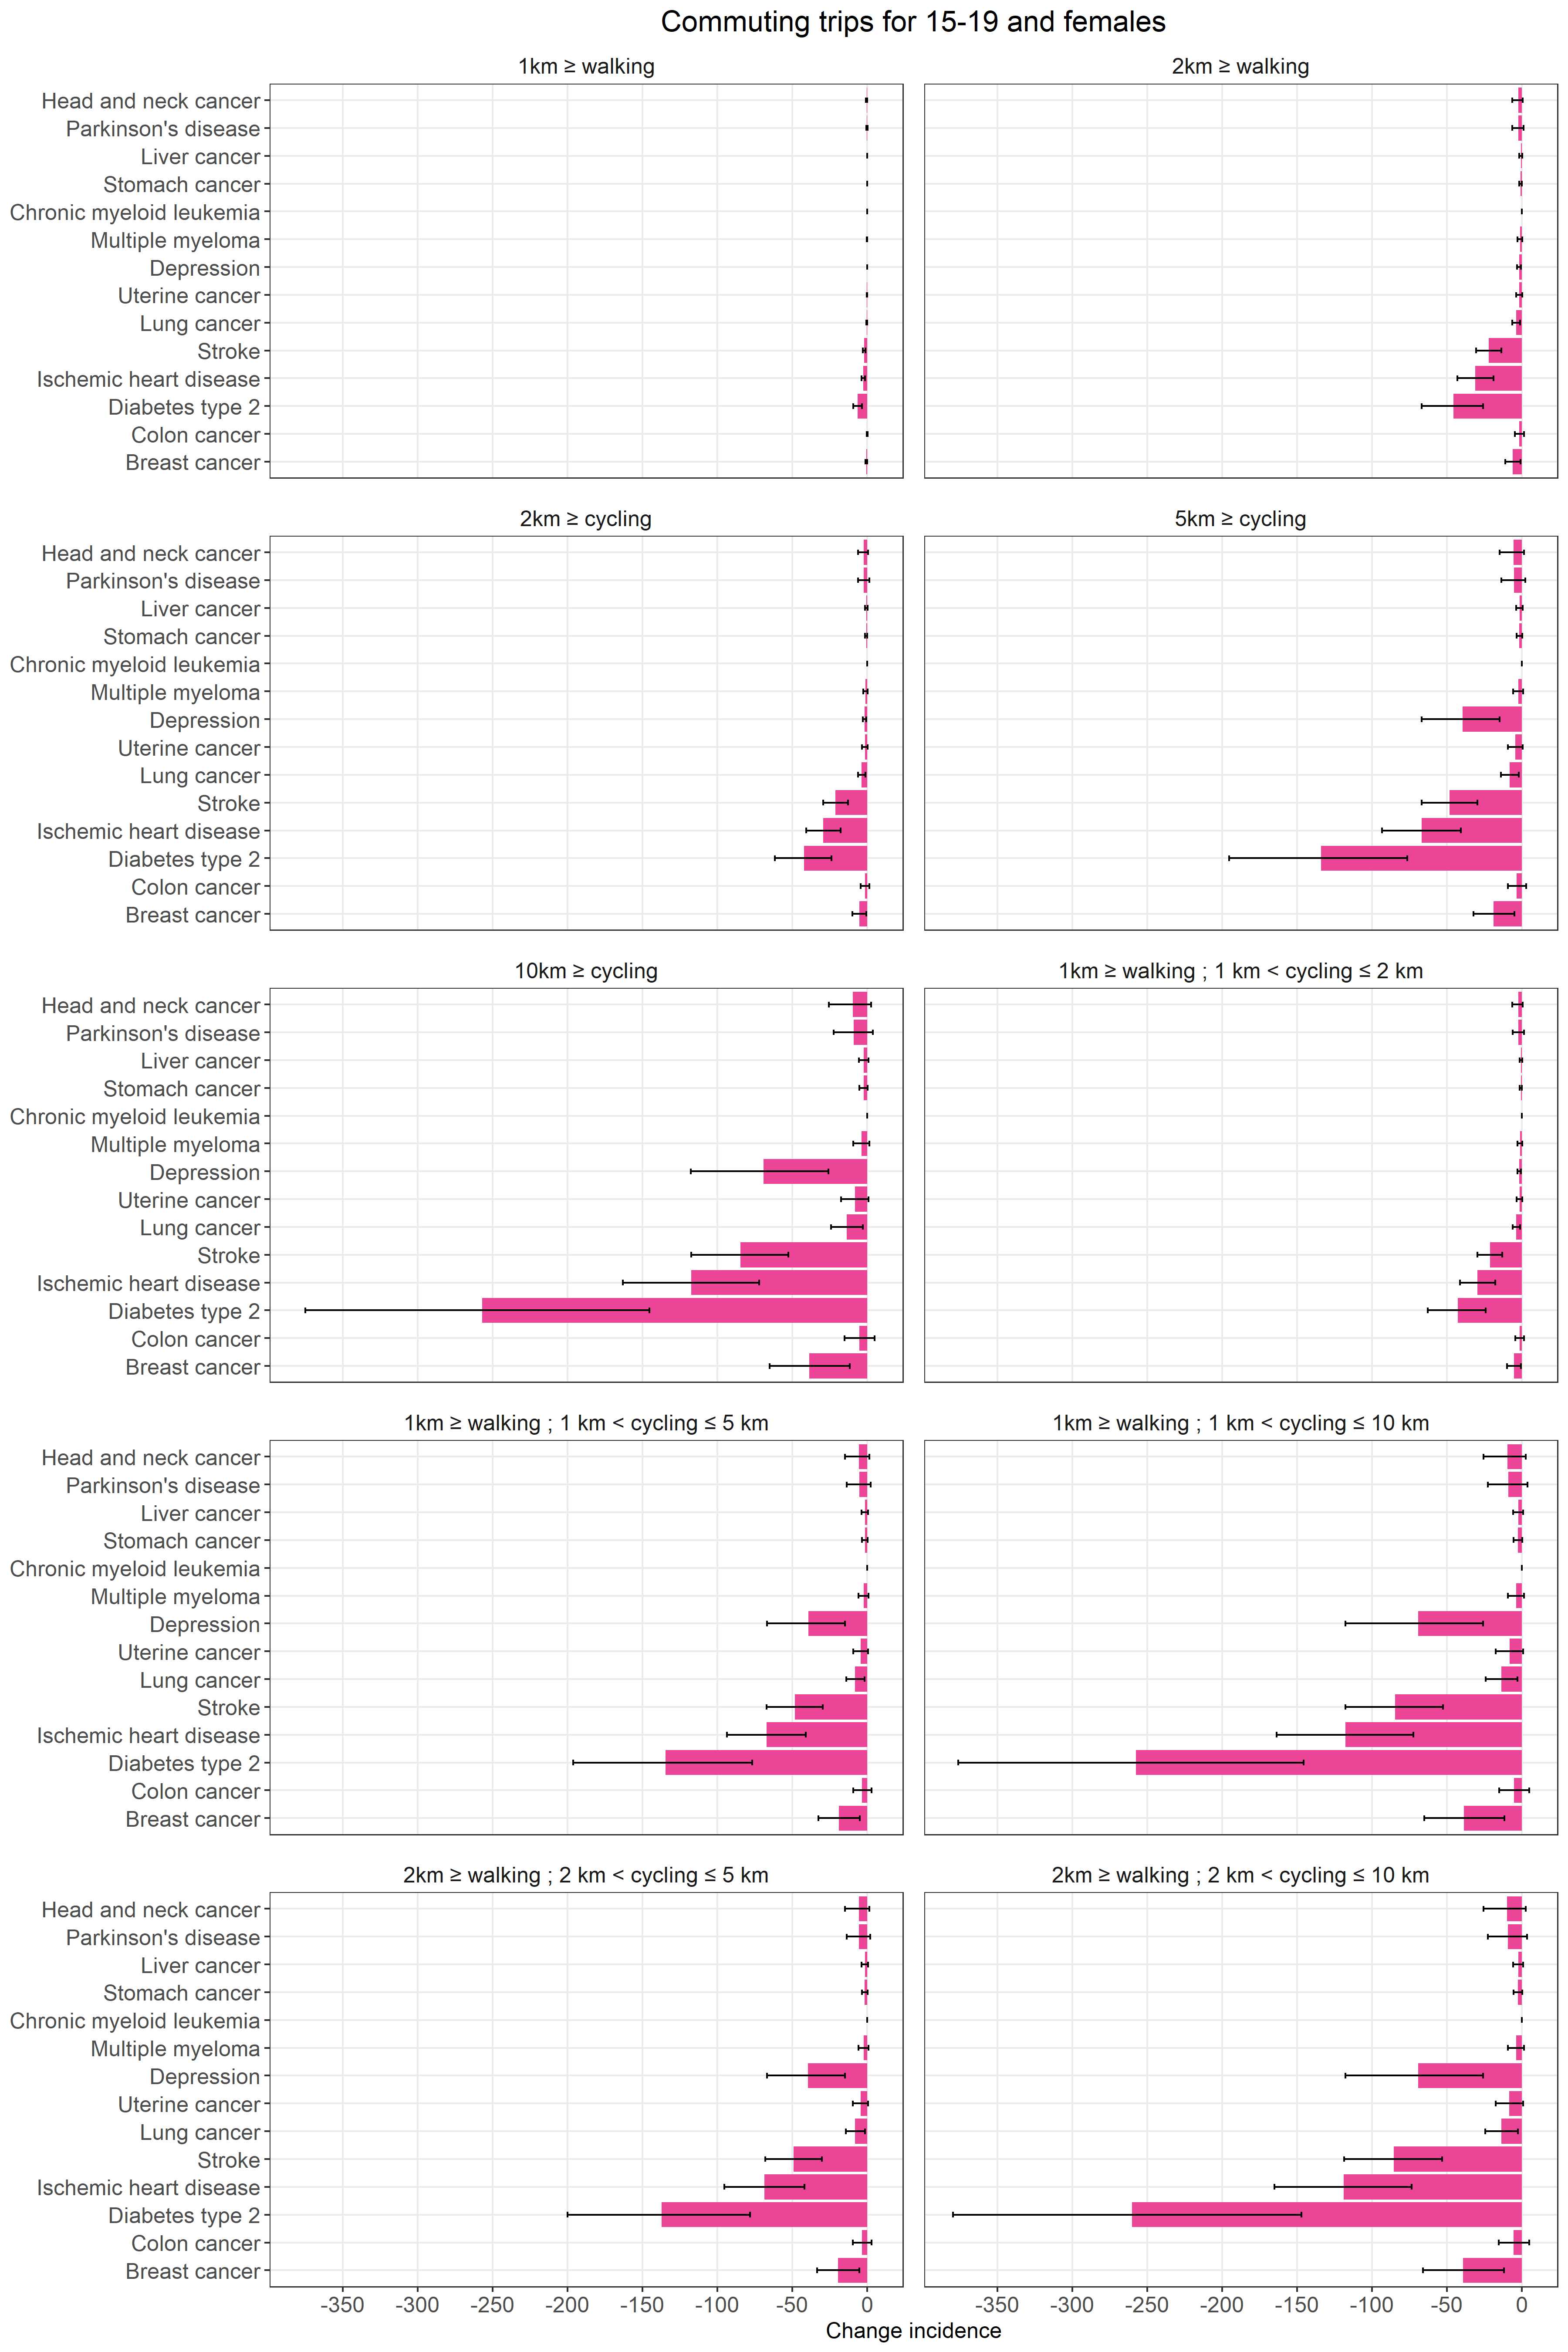 Commuting trips for 15-19 and females
1km ≥ walking
2km ≥ walking
Head and neck cancer
Parkinson's disease
Liver cancer
Stomach cancer
Chronic myeloid leukemia
Multiple myeloma
Depression
Uterine cancer
Lung cancer
Stroke
Ischemic heart disease
Diabetes type 2
Colon cancer
Breast cancer
2km ≥ cycling
5km ≥ cycling
Head and neck cancer
Parkinson's disease
Liver cancer
Stomach cancer
Chronic myeloid leukemia
Multiple myeloma
Depression
Uterine cancer
Lung cancer
Stroke
Ischemic heart disease
Diabetes type 2
Colon cancer
Breast cancer
10km ≥ cycling
1km ≥ walking ; 1 km < cycling ≤ 2 km
Head and neck cancer
Parkinson's disease
Liver cancer
Stomach cancer
Chronic myeloid leukemia
Multiple myeloma
Depression
Uterine cancer
Lung cancer
Stroke
Ischemic heart disease
Diabetes type 2
Colon cancer
Breast cancer
1km ≥ walking ; 1 km < cycling ≤ 5 km
1km ≥ walking ; 1 km < cycling ≤ 10 km
Head and neck cancer
Parkinson's disease
Liver cancer
Stomach cancer
Chronic myeloid leukemia
Multiple myeloma
Depression
Uterine cancer
Lung cancer
Stroke
Ischemic heart disease
Diabetes type 2
Colon cancer
Breast cancer
2km ≥ walking ; 2 km < cycling ≤ 5 km
2km ≥ walking ; 2 km < cycling ≤ 10 km
Head and neck cancer
Parkinson's disease
Liver cancer
Stomach cancer
Chronic myeloid leukemia
Multiple myeloma
Depression
Uterine cancer
Lung cancer
Stroke
Ischemic heart disease
Diabetes type 2
Colon cancer
Breast cancer
-350 -300 -250 -200 -150 -100 -50 0
-350 -300 -250 -200 -150 -100 -50 0
Change incidence